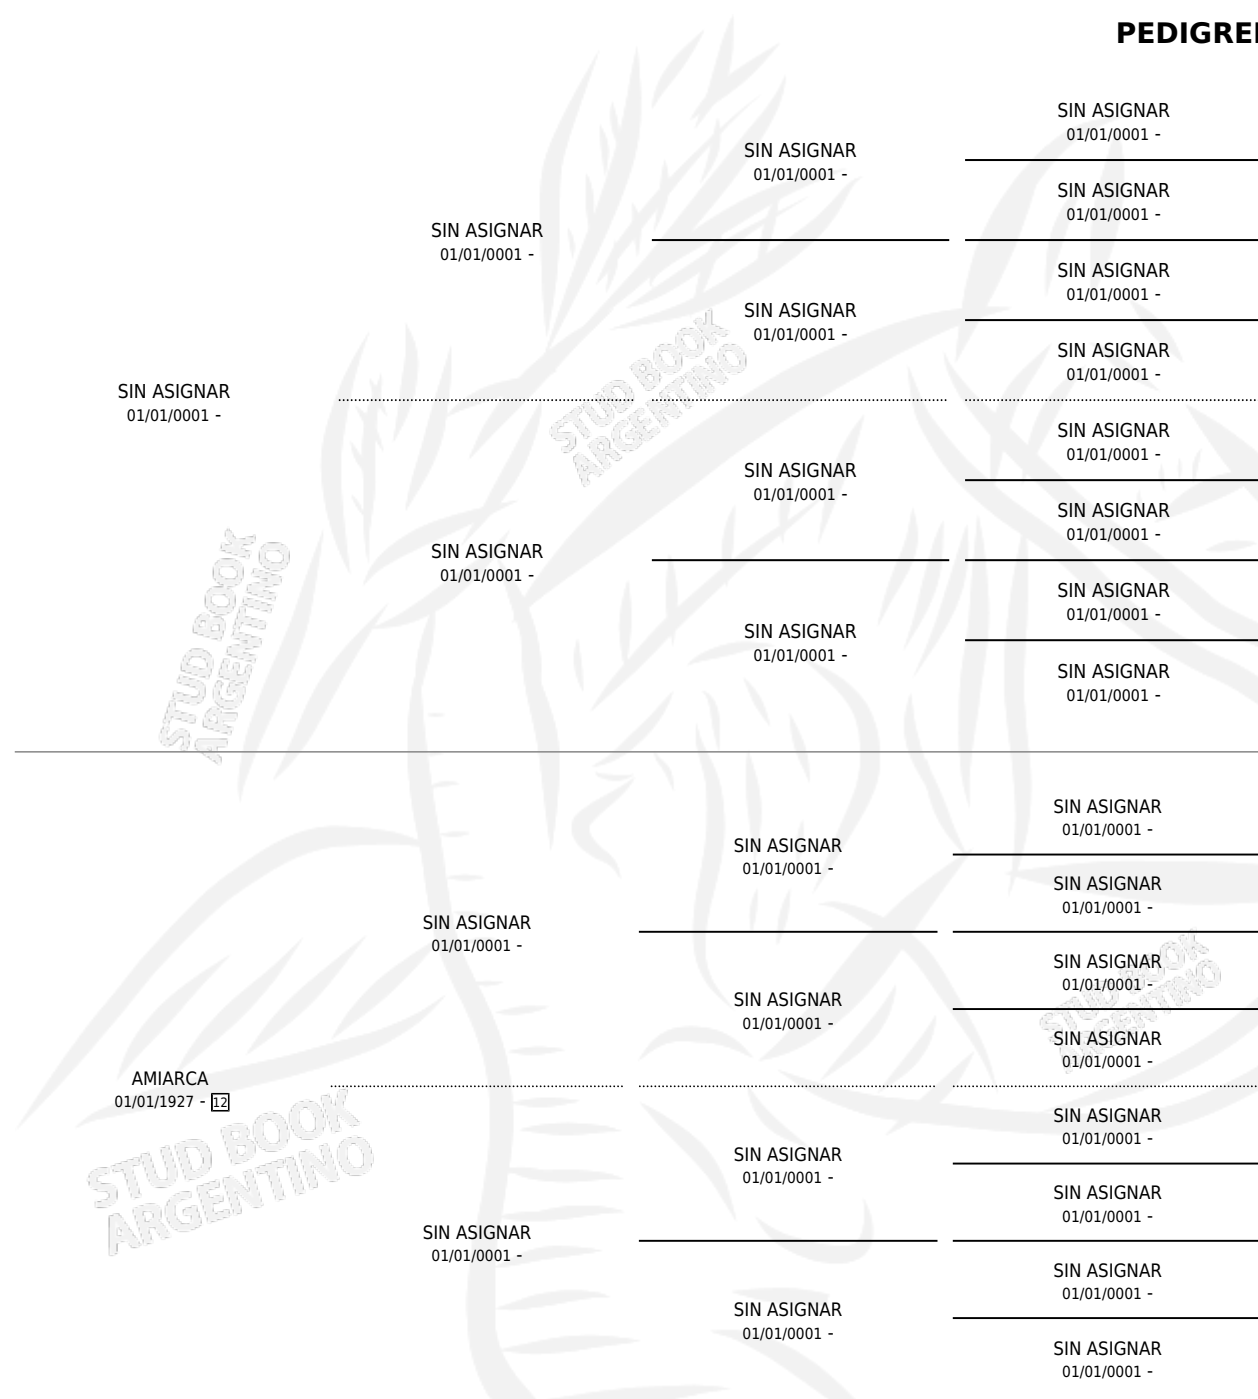 PEDIGREE
SIN ASIGNAR
01/01/0001 -
SIN ASIGNAR
01/01/0001 -
SIN ASIGNAR
01/01/0001 -
SIN ASIGNAR
01/01/0001 -
SIN ASIGNAR
01/01/0001 -
SIN ASIGNAR
01/01/0001 -
SIN ASIGNAR
01/01/0001 -
SIN ASIGNAR
01/01/0001 -
STUD BOOK
ARGENTINO
SIN ASIGNAR
01/01/0001 -
SIN ASIGNAR
01/01/0001 -
SIN ASIGNAR
01/01/0001 -
SIN ASIGNAR
01/01/0001 -
SIN ASIGNAR
01/01/0001 -
SIN ASIGNAR
01/01/0001 -
SIN ASIGNAR
01/01/0001 -
STUD BOOK
ARGENTINO
SIN ASIGNAR
01/01/0001 -
SIN ASIGNAR
01/01/0001 -
SIN ASIGNAR
01/01/0001 -
SIN ASIGNAR
01/01/0001 -
SIN ASIGNAR
01/01/0001 -
SIN ASIGNAR
01/01/0001 -
STUD BOOK
ARGENTINO
SIN ASIGNAR
01/01/0001 -
SIN ASIGNAR
01/01/0001 -
AMIARCA
01/01/1927 - 12
STUD BOOK
ARGENTINO
SIN ASIGNAR
01/01/0001 -
SIN ASIGNAR
01/01/0001 -
SIN ASIGNAR
01/01/0001 -
SIN ASIGNAR
01/01/0001 -
SIN ASIGNAR
01/01/0001 -
SIN ASIGNAR
01/01/0001 -
SIN ASIGNAR
01/01/0001 -